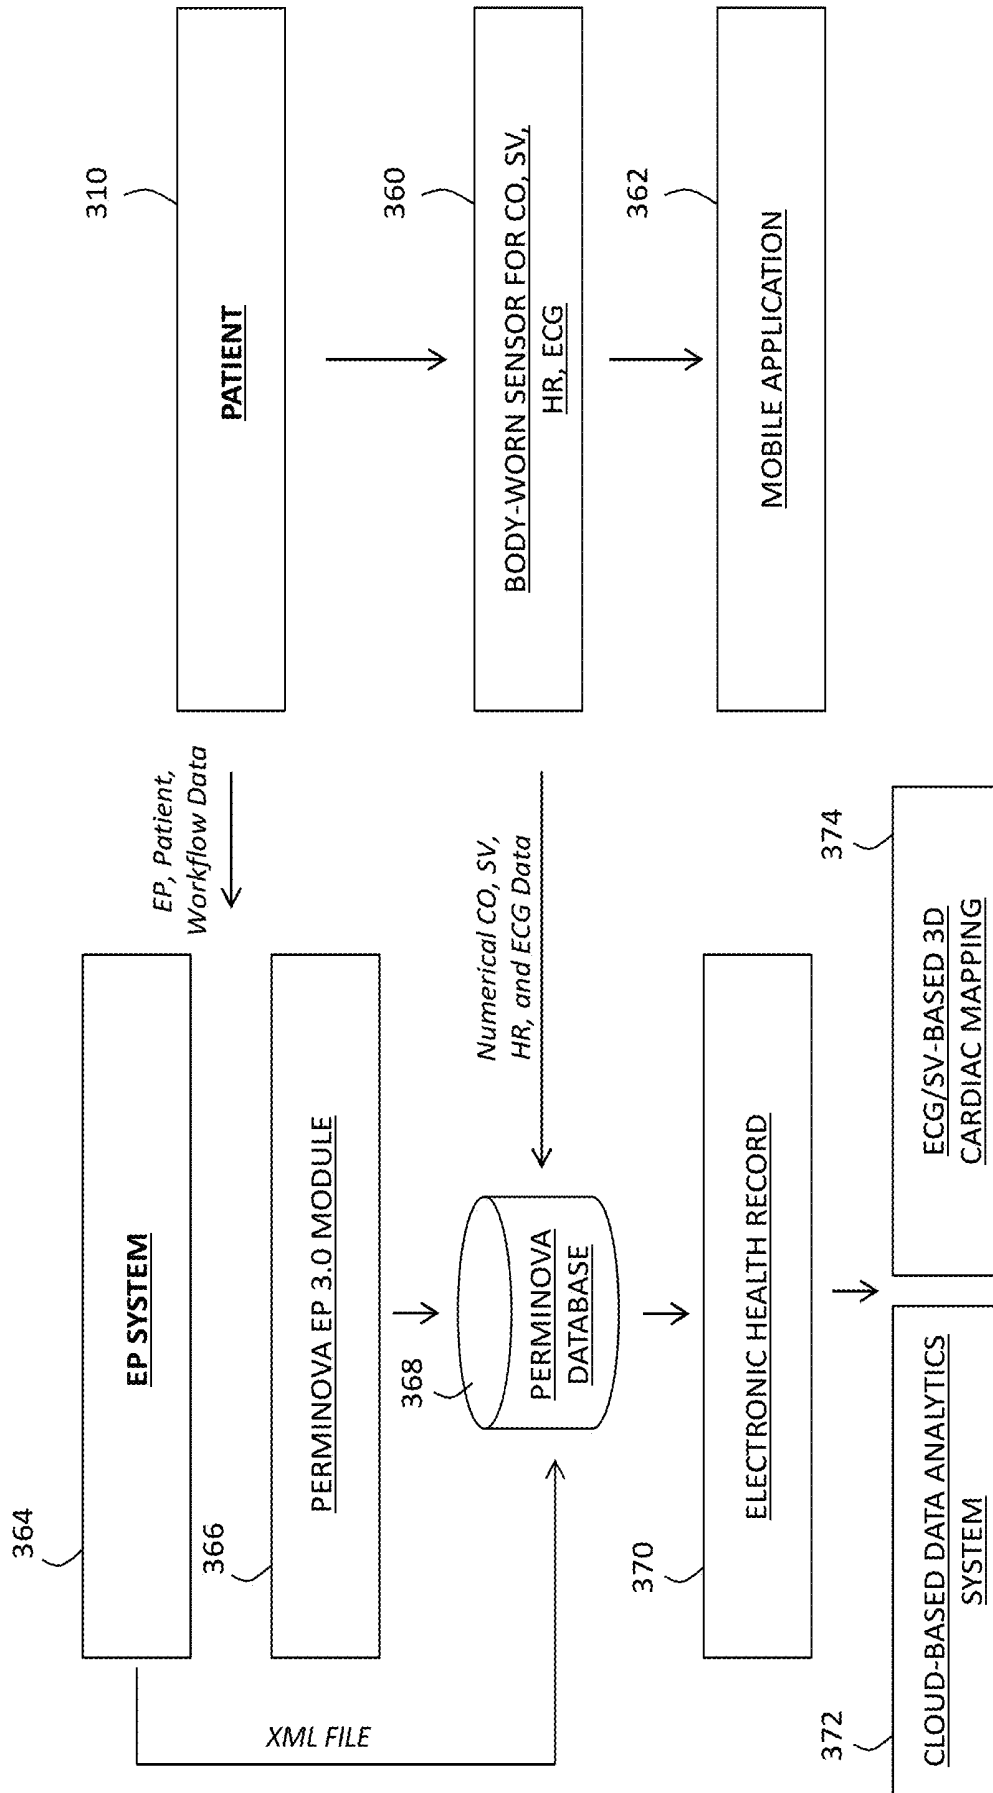 364
EP SYSTEM
366
PERMINOVA EP 3.0 MODULE
XML FILE
368
PERMINOVA
DATABASE
370
ELECTRONIC HEALTH RECORD
372
CLOUD-BASED DATA ANALYTICS
SYSTEM
374
ECG/SV-BASED 3D
CARDIAC MAPPING
EP, Patient,
Workflow Data
Numerical CO, SV,
HR, and ECG Data
310
PATIENT
360
BODY-WORN SENSOR FOR CO, SV,
HR, ECG
362
MOBILE APPLICATION